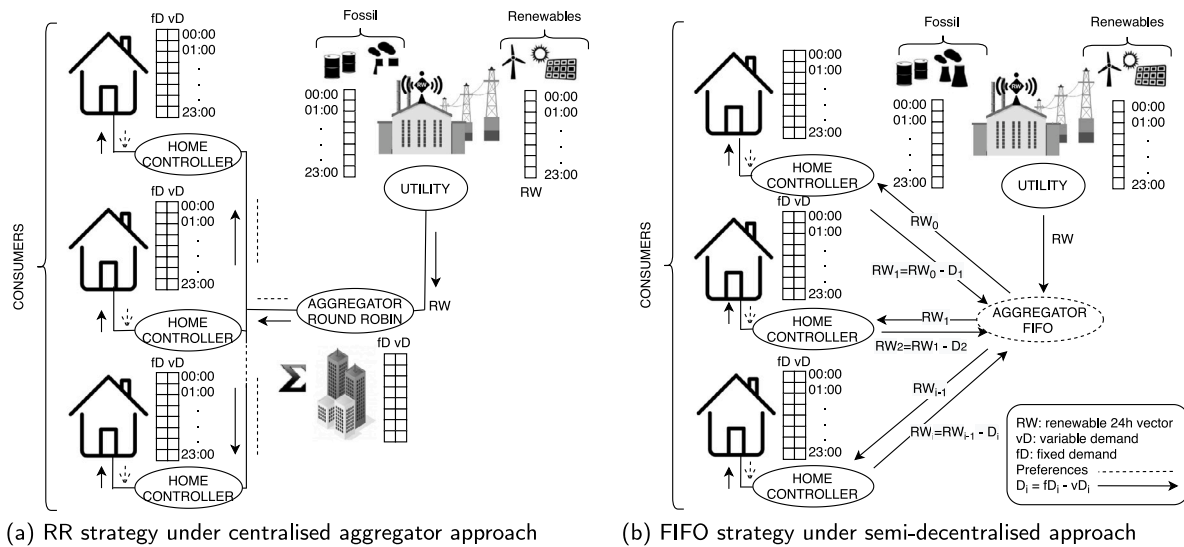 Fossil
Renewables
fD vD
00:00
01:00
.
.
23:00
RW
00:00
01:00
.
.
.
23:00
00:00
01:00
.
.
.
23:00
RW
HOME
CONTROLLER
UTILITY
CONSUMERS
00:00
01:00
.
.
23:00
RW
AGGREGATOR
ROUND ROBIN
HOME
CONTROLLER
fD vD
00:00
01:00
.
.
23:00
Σ
fD vD
HOME
CONTROLLER
(a) RR strategy under centralised aggregator approach
Fossil
Renewables
00:00
01:00
.
.
23:00
RW
00:00
01:00
.
.
.
23:00
00:00
01:00
.
.
.
23:00
HOME
CONTROLLER
UTILITY
CONSUMERS
fD vD
00:00
01:00
.
.
23:00
RW₀
RW
RW₁=RW₀ - D₁
AGGREGATOR
FIFO
RW₁
HOME
CONTROLLER
RW₂=RW₁ - D₂
fD vD
00:00
01:00
.
.
23:00
RWᵢ₋₁
RWᵢ=RWᵢ₋₁ - Dᵢ
HOME
CONTROLLER
RW: renewable 24h vector
vD: variable demand
fD: fixed demand
Preferences
Dᵢ = fDᵢ - vDᵢ
(b) FIFO strategy under semi-decentralised approach